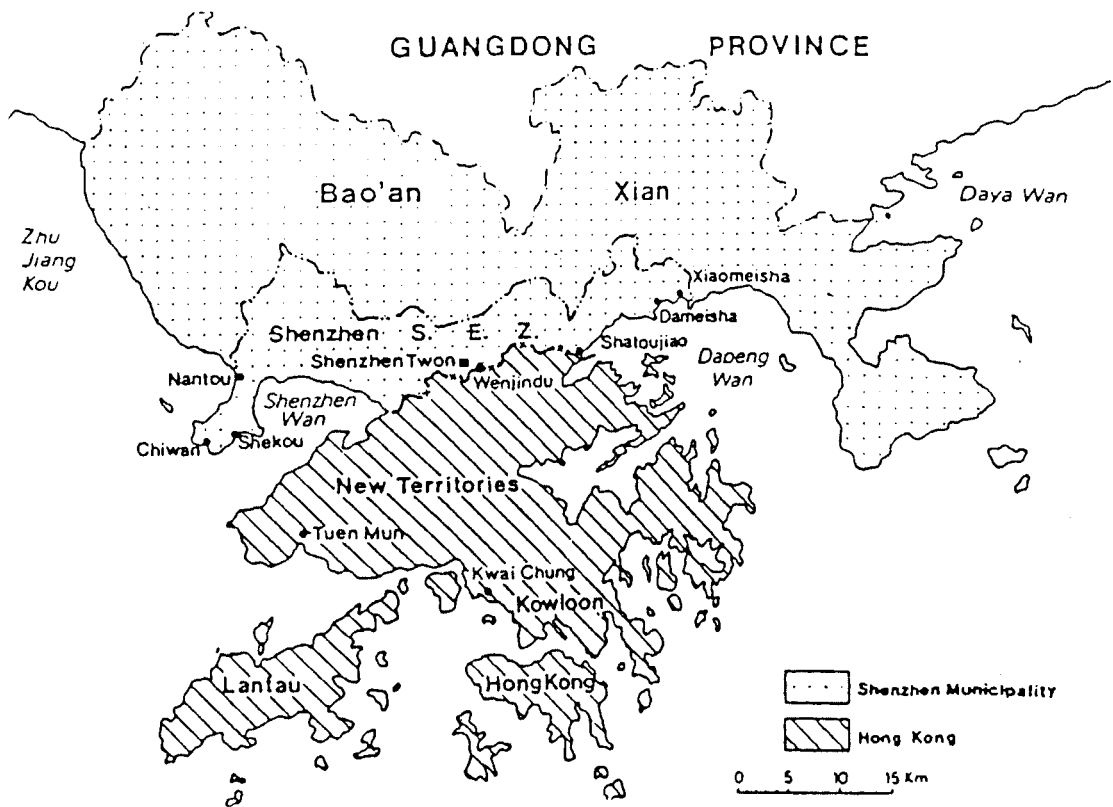 GUANGDONG PROVINCE
Bao'an Xian
Daya Wan
Zhu
Jiang
Kou
Xiaomeisha
Dameisha
Shenzhen S. E. Z.
Shatoujiao
Shenzhen Twon
Wenjindu
Dapeng
Wan
Nantou
Shenzhen
Wan
Chiwan
Shekou
New Territories
Tuen Mun
Kwai Chung
Kowloon
Lantau
Hong Kong
Shenzhen Municipality
Hong Kong
0 5 10 15 Km